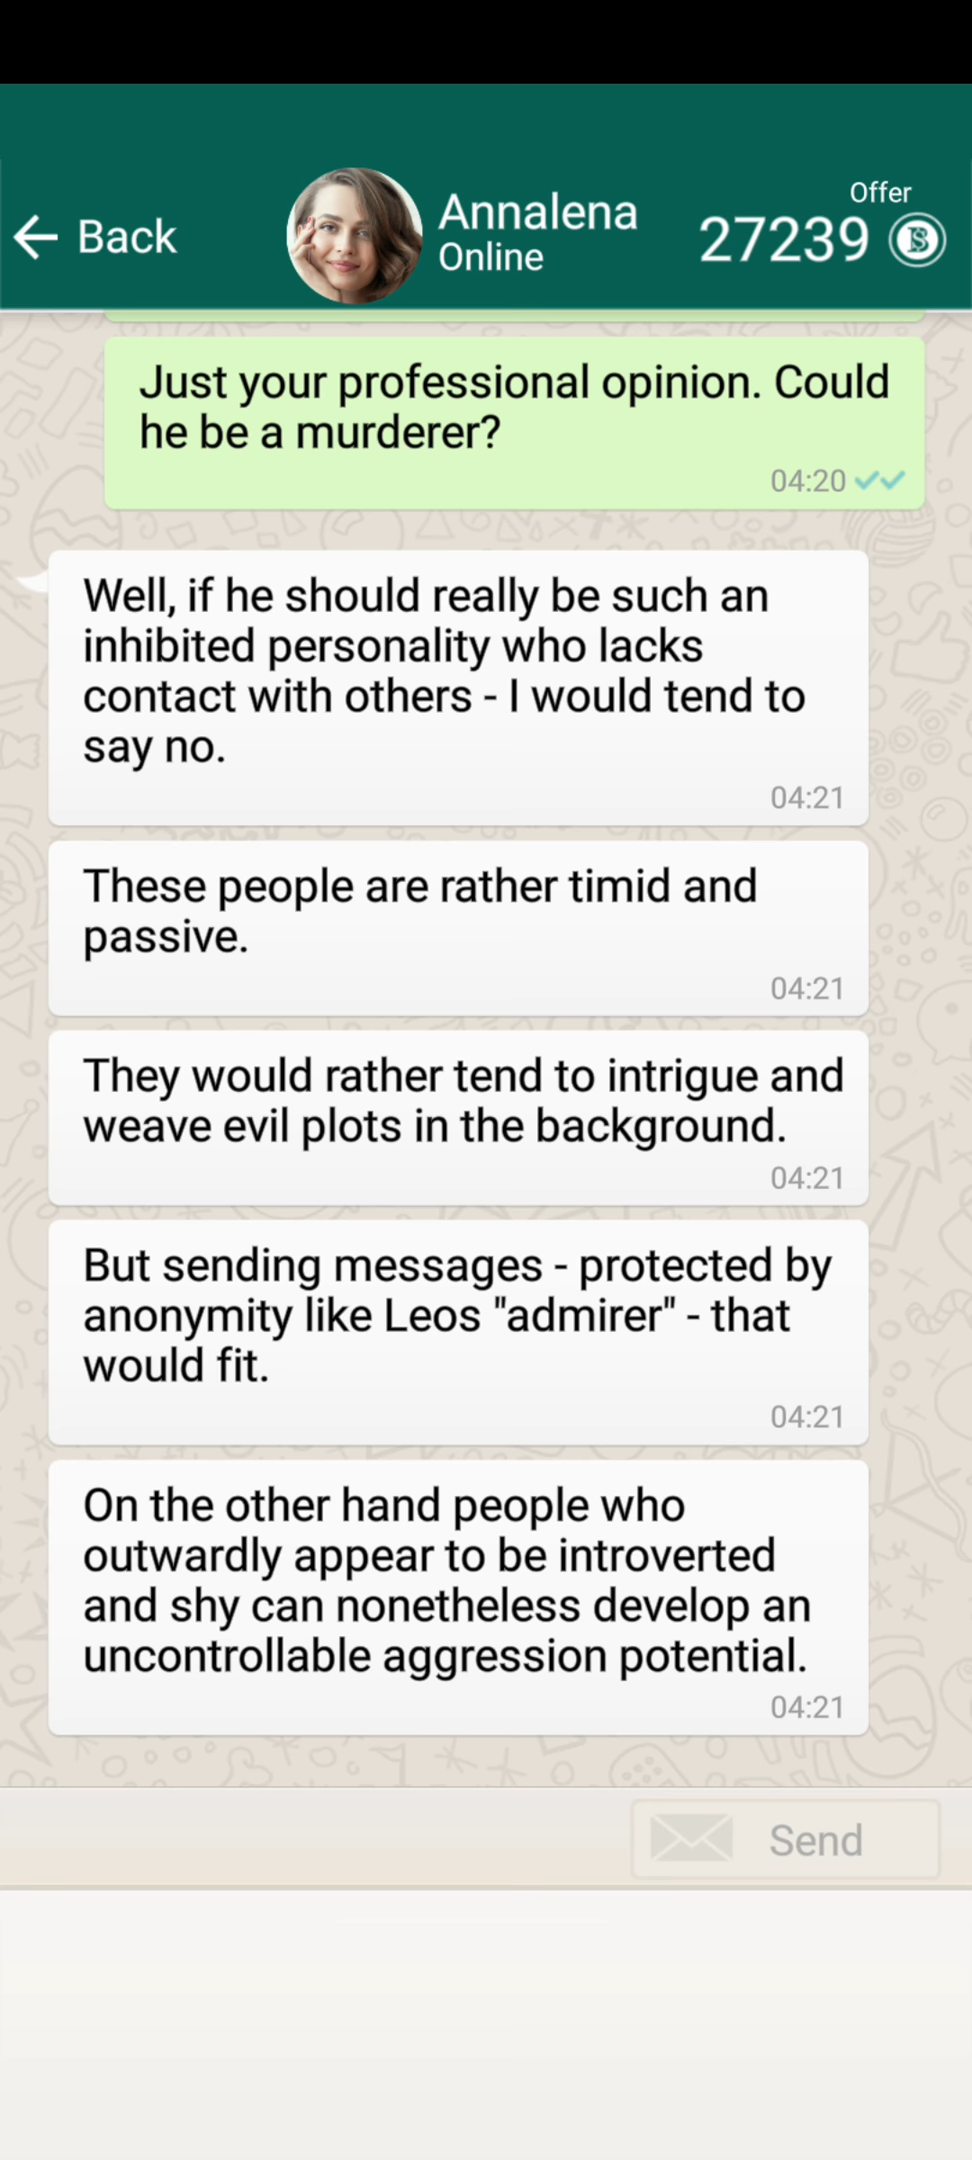 Offer
Back
Annalena
27239
Online
Just your professional opinion. Could
he be a murderer?
04:20
Well, if he should really be such an
inhibited personality who lacks
contact with others - I would tend to
say no.
04:21
These people are rather timid and
passive.
04:21
They would rather tend to intrigue and
weave evil plots in the background.
04:21
But sending messages - protected by
anonymity like Leos "admirer" - that
would fit.
04:21
On the other hand people who
outwardly appear to be introverted
and shy can nonetheless develop an
uncontrollable aggression potential.
04:21
Send